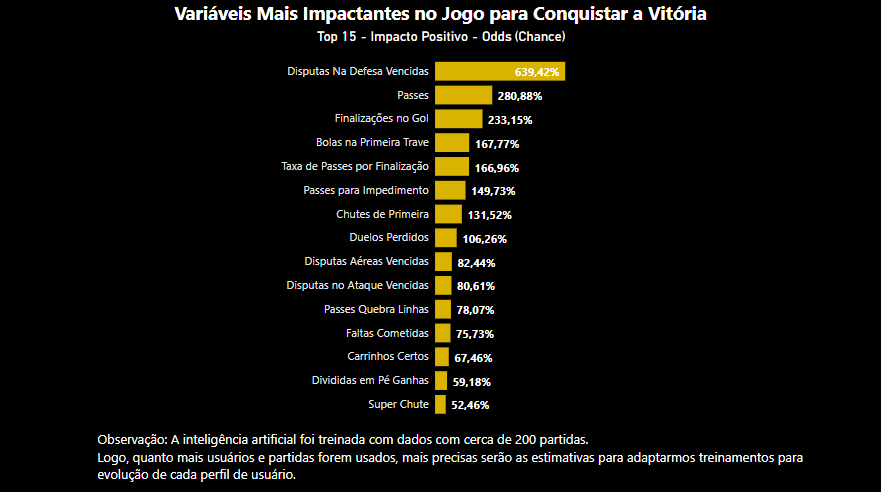 Variáveis Mais Impactantes no Jogo para Conquistar a Vitória
Top 15 - Impacto Positivo - Odds (Chance)
Disputas Na Defesa Vencidas 639,42%
Passes 280,88%
Finalizações no Gol 233,15%
Bolas na Primeira Trave 167,77%
Taxa de Passes por Finalização 166,96%
Passes para Impedimento 149,73%
Chutes de Primeira 131,52%
Duelos Perdidos 106,26%
Disputas Aéreas Vencidas 82,44%
Disputas no Ataque Vencidas 80,61%
Passes Quebra Linhas 78,07%
Faltas Cometidas 75,73%
Carrinhos Certos 67,46%
Divididas em Pé Ganhas 59,18%
Super Chute 52,46%
Observação: A inteligência artificial foi treinada com dados com cerca de 200 partidas.
Logo, quanto mais usuários e partidas forem usados, mais precisas serão as estimativas para adaptarmos treinamentos para
evolução de cada perfil de usuário.